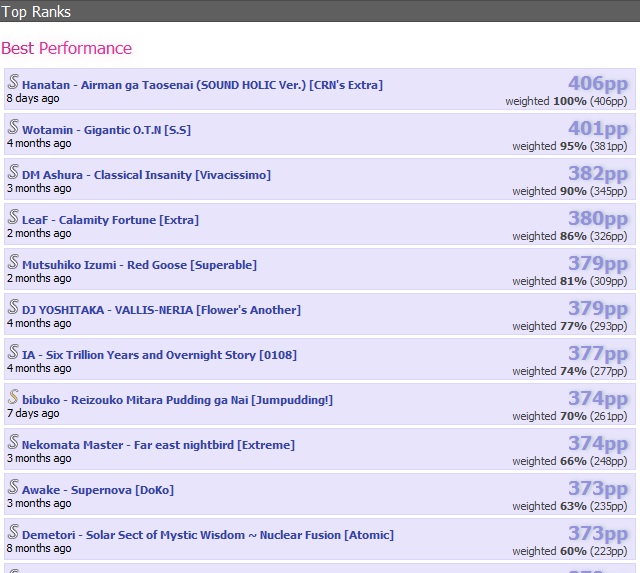 Top Ranks
Best Performance
S Hanatan - Airman ga Taosenai (SOUND HOLIC Ver.) [CRN's Extra] 406pp
8 days ago weighted 100% (406pp)
S Wotamin - Gigantic O.T.N [S.S] 401pp
4 months ago weighted 95% (381pp)
S DM Ashura - Classical Insanity [Vivacissimo] 382pp
3 months ago weighted 90% (345pp)
S LeaF - Calamity Fortune [Extra] 380pp
2 months ago weighted 86% (326pp)
S Mutsuhiko Izumi - Red Goose [Superable] 379pp
2 months ago weighted 81% (309pp)
S DJ YOSHITAKA - VALLIS-NERIA [Flower's Another] 379pp
4 months ago weighted 77% (293pp)
S IA - Six Trillion Years and Overnight Story [0108] 377pp
4 months ago weighted 74% (277pp)
S bibuko - Reizouko Mitara Pudding ga Nai [Jumpudding!] 374pp
7 days ago weighted 70% (261pp)
S Nekomata Master - Far east nightbird [Extreme] 374pp
3 months ago weighted 66% (248pp)
S Awake - Supernova [DoKo] 373pp
3 months ago weighted 63% (235pp)
S Demetori - Solar Sect of Mystic Wisdom ~ Nuclear Fusion [Atomic] 373pp
8 months ago weighted 60% (223pp)